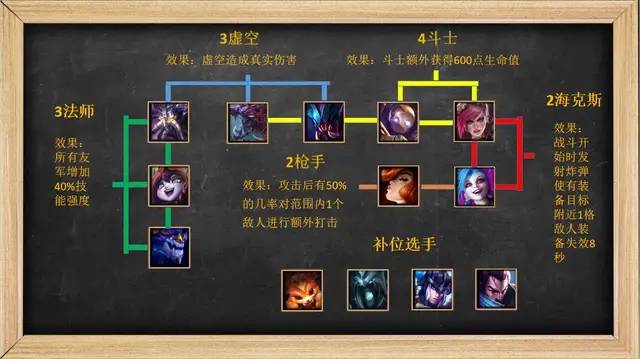 3虚空
效果：虚空造成真实伤害
4斗士
效果：斗士额外获得600点生命值
3法师
效果：
所有友
军增加
40%技
能强度
2枪手
效果：攻击后有50%
的几率对范围内1个
敌人进行额外打击
2海克斯
效果：
战斗开
始时发
射炸弹
使有装
备目标
附近1格
敌人装
备失效8
秒
补位选手